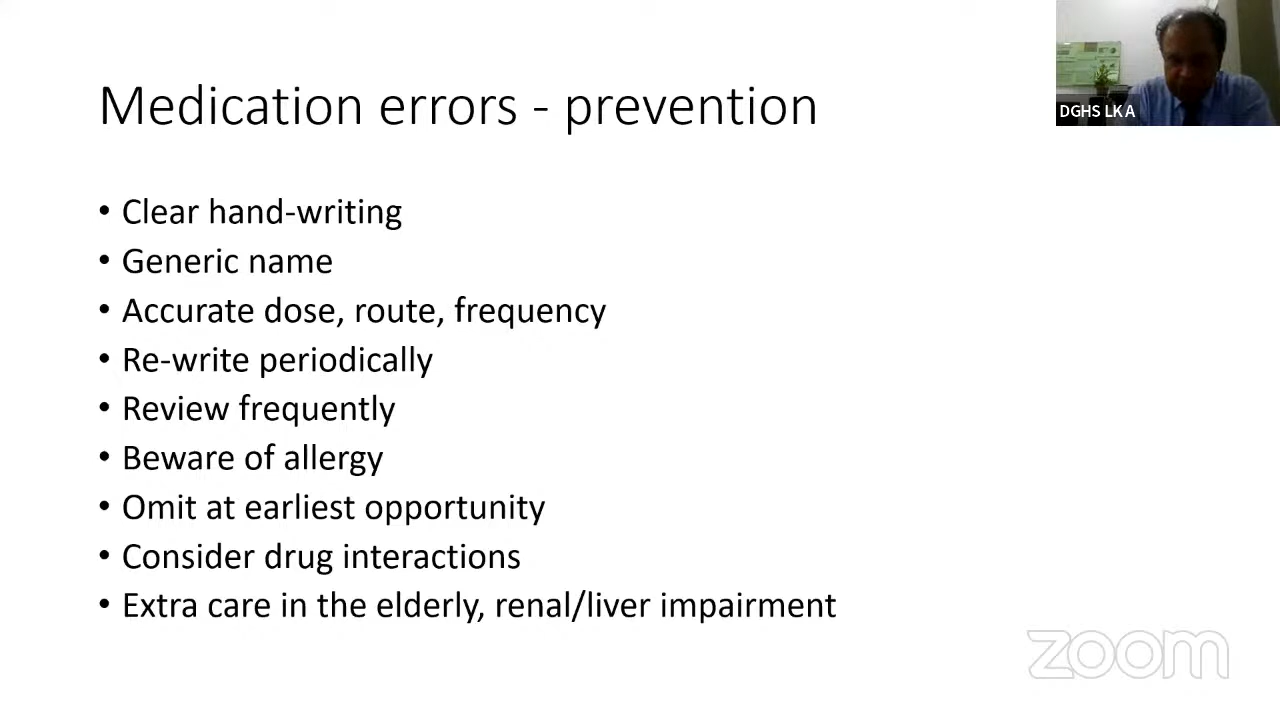 Medication errors - prevention
DGHS LKA
• Clear hand-writing
• Generic name
• Accurate dose, route, frequency
• Re-write periodically
• Review frequently
• Beware of allergy
• Omit at earliest opportunity
• Consider drug interactions
• Extra care in the elderly, renal/liver impairment
zoom